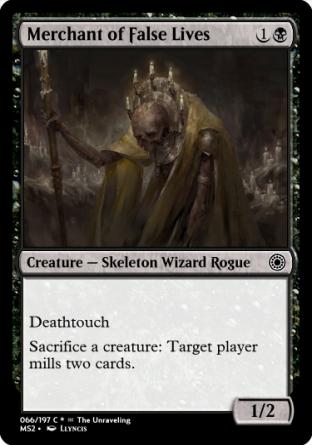 Merchant of False Lives 1
Creature — Skeleton Wizard Rogue
Deathtouch
Sacrifice a creature: Target player
mills two cards.
066/197 C * = The Unraveling
MS2 • Llyncis
1/2